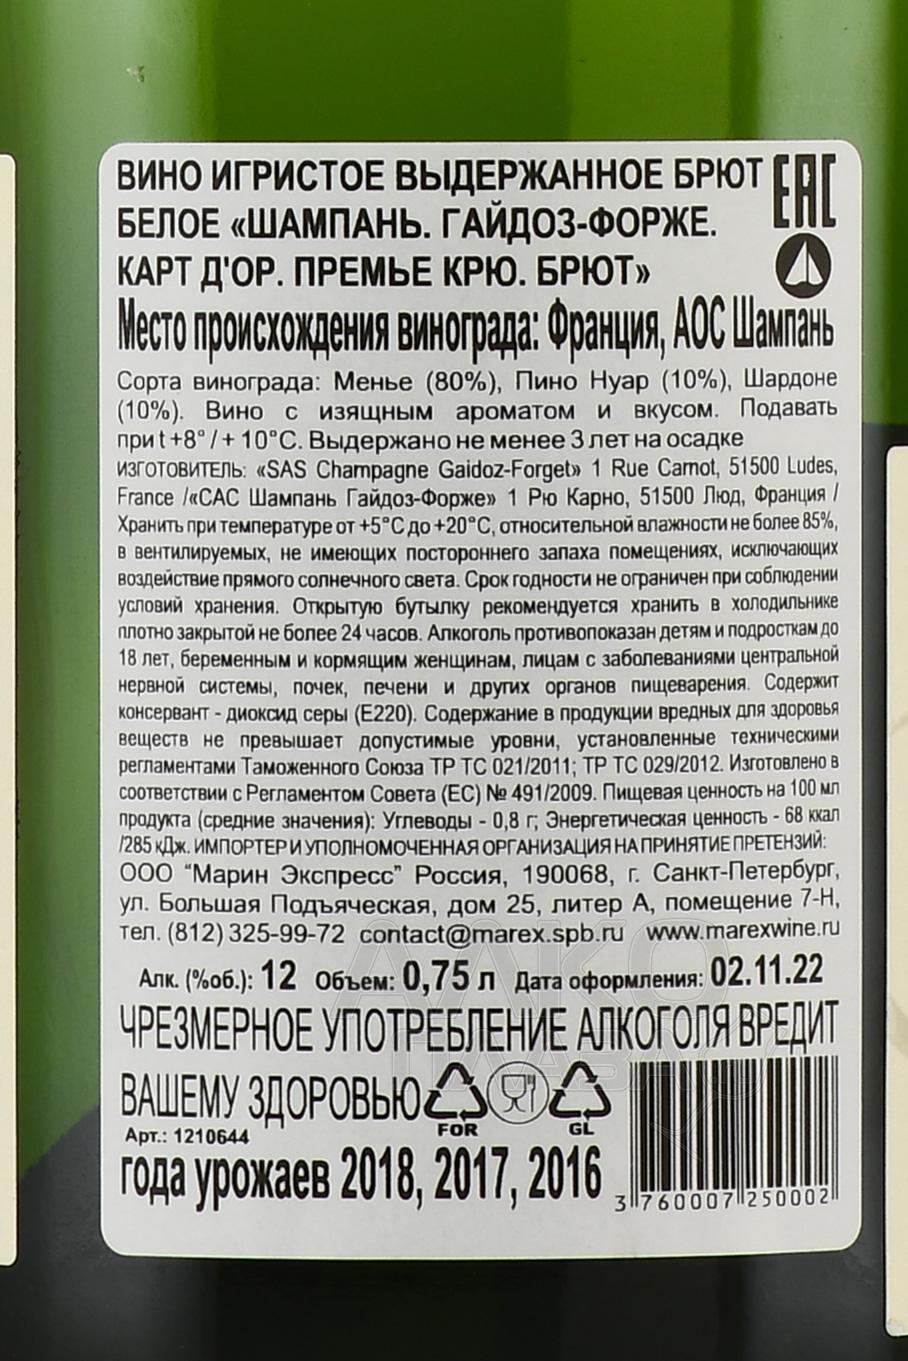 ВИНО ИГРИСТОЕ ВЫДЕРЖАННОЕ БРЮТ
БЕЛОЕ «ШАМПАНЬ. ГАЙДОЗ-ФОРЖЕ.
КАРТ Д'ОР. ПРЕМЬЕ КРЮ. БРЮТ»
EAC
Место происхождения винограда: Франция, АОС Шампань
Сорта винограда: Менье (80%), Пино Нуар (10%), Шардоне
(10%). Вино с изящным ароматом и вкусом. Подавать
при t +8° / + 10°С. Выдержано не менее 3 лет на осадке
ИЗГОТОВИТЕЛЬ: «SAS Champagne Gaidoz-Forget» 1 Rue Carnot, 51500 Ludes,
France /«САС Шампань Гайдоз-Форже» 1 Рю Карно, 51500 Люд, Франция /
Хранить при температуре от +5°С до +20°С, относительной влажности не более 85%,
в вентилируемых, не имеющих постороннего запаха помещениях, исключающих
воздействие прямого солнечного света. Срок годности не ограничен при соблюдении
условий хранения. Открытую бутылку рекомендуется хранить в холодильнике
плотно закрытой не более 24 часов. Алкоголь противопоказан детям и подросткам до
18 лет, беременным и кормящим женщинам, лицам с заболеваниями центральной
нервной системы, почек, печени и других органов пищеварения. Содержит
консервант - диоксид серы (Е220). Содержание в продукции вредных для здоровья
веществ не превышает допустимые уровни, установленные техническими
регламентами Таможенного Союза ТР ТС 021/2011; ТР ТС 029/2012. Изготовлено в
соответствии с Регламентом Совета (ЕС) № 491/2009. Пищевая ценность на 100 мл
продукта (средние значения): Углеводы - 0,8 г; Энергетическая ценность - 68 ккал
/285 кДж. ИМПОРТЕР И УПОЛНОМОЧЕННАЯ ОРГАНИЗАЦИЯ НА ПРИНЯТИЕ ПРЕТЕНЗИЙ:
ООО "Марин Экспресс" Россия, 190068, г. Санкт-Петербург,
ул. Большая Подъяческая, дом 25, литер А, помещение 7-Н,
тел. (812) 325-99-72 contact@marex.spb.ru www.marexwine.ru
Алк. (%об.): 12 Объем: 0,75 л Дата оформления: 02.11.22
ЧРЕЗМЕРНОЕ УПОТРЕБЛЕНИЕ АЛКОГОЛЯ ВРЕДИТ
ВАШЕМУ ЗДОРОВЬЮ
FOR GL
Арт.: 1210644
года урожаев 2018, 2017, 2016
3 760007 250002